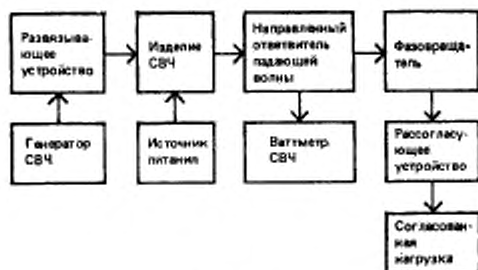 Развязыва-
ющее
устройство
Изделие
СВЧ
Направленный
ответвитель
падающей
волны
Фазовраща-
тель
Генератор
СВЧ
Источник
питания
Ваттметр
СВЧ
Рассогласу-
ющее
устройство
Согласован-
ная
нагрузка